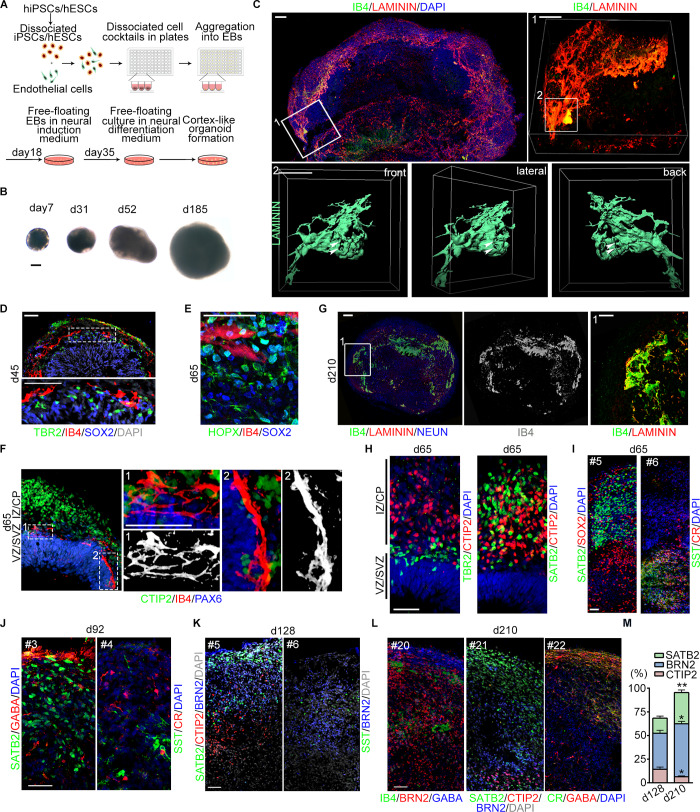 A
hiPSCs/hESCs
Dissociated
iPSCs/hESCs
Endothelial cells
Dissociated cell
cocktails in plates
Aggregation
into EBs
Free-floating
EBs in neural
induction
medium
Free-floating
culture in neural
differentiation
medium
Cortex-like
organoid
formation
day18
day35
B
day7
d31
d52
d185
C
IB4/LAMININ/DAPI
1
IB4/LAMININ
1
2
2
LAMININ
front
lateral
back
D
d45
TBR2/IB4/SOX2/DAPI
E
d65
HOPX/IB4/SOX2
G
d210
1
IB4/LAMININ/NEUN
IB4
1
IB4/LAMININ
F
d65
VZ/SVZ
IZ/CP
1
2
1
1
2
2
CTIP2/IB4/PAX6
H
d65
d65
IZ/CP
VZ/SVZ
TBR2/CTIP2/DAPI
SATB2/CTIP2/DAPI
I
d65
#5
#6
SATB2/SOX2/DAPI
SST/CR/DAPI
J
d92
#3
#4
SATB2/GABA/DAPI
SST/CR/DAPI
K
d128
#5
#6
SATB2/CTIP2/BRN2/DAPI
SST/BRN2/DAPI
L
d210
#20
#21
#22
IB4/BRN2/GABA
SATB2/CTIP2/
BRN2/DAPI
CR/GABA/DAPI
M
SATB2
BRN2
CTIP2
(%)
100
75
50
25
0
**
*
*
d128
d210